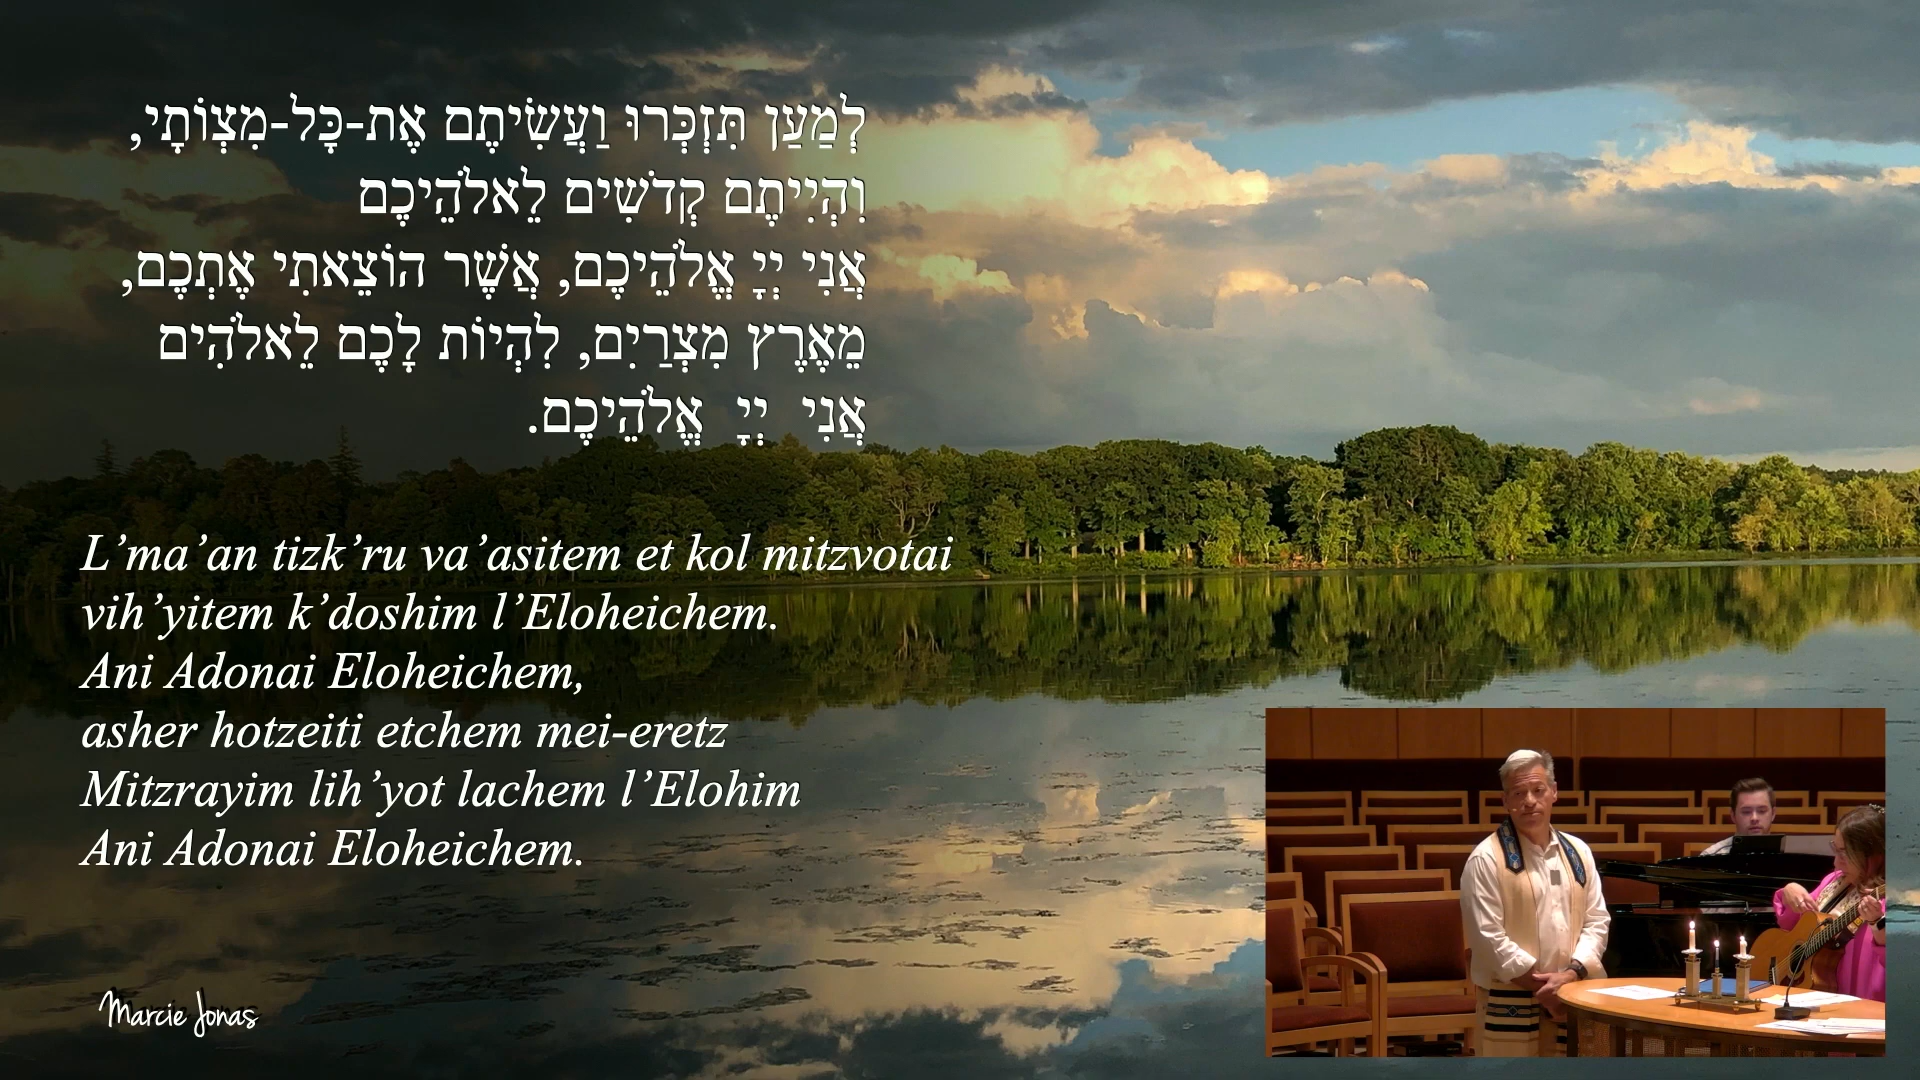 לְמַעַן תִּזְכְּרוּ וַעֲשִׂיתֶם אֶת-כָּל-מִצְוֹתָי,
וִהְיִיתֶם קְדֹשִׁים לֵאלֹהֵיכֶם
אֲנִי יְיָ אֱלֹהֵיכֶם, אֲשֶׁר הוֹצֵאתִי אֶתְכֶם,
מֵאֶרֶץ מִצְרַיִם, לִהְיוֹת לָכֶם לֵאלֹהִים
אֲנִי יְיָ אֱלֹהֵיכֶם.
L’ma’an tizk’ru va’asitem et kol mitzvotai
vih’yitem k’doshim l’Eloheichem.
Ani Adonai Eloheichem,
asher hotzeiti etchem mei-eretz
Mitzrayim lih’yot lachem l’Elohim
Ani Adonai Eloheichem.
Marcie Jonas